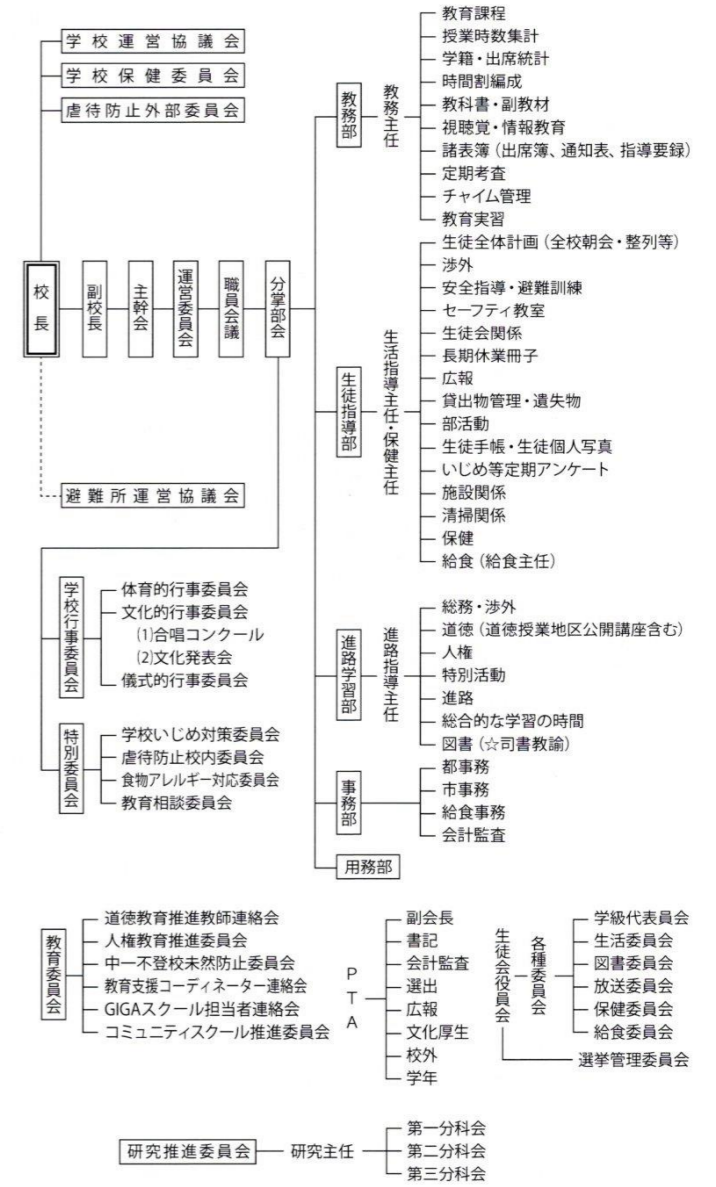 学校運営協議会
学校保健委員会
虐待防止外部委員会
校長
副校長
主幹会
運営委員会
職員会議
分掌部会
避難所運営協議会
教務部
教務主任
教育課程
授業時数集計
学籍・出席統計
時間割編成
教科書・副教材
視聴覚・情報教育
諸表簿（出席簿、通知表、指導要録）
定期考査
チャイム管理
教育実習
生徒指導部
生活指導主任・保健主任
生徒全体計画（全校朝会・整列等）
渉外
安全指導・避難訓練
セーフティ教室
生徒会関係
長期休業冊子
広報
貸出物管理・遺失物
部活動
生徒手帳・生徒個人写真
いじめ等定期アンケート
施設関係
清掃関係
保健
給食（給食主任）
進路学習部
進路指導主任
総務・渉外
道徳（道徳授業地区公開講座含む）
人権
特別活動
進路
総合的な学習の時間
図書（☆司書教諭）
事務部
都事務
市事務
給食事務
会計監査
用務部
学校行事委員会
体育的行事委員会
文化的行事委員会
⑴合唱コンクール
⑵文化発表会
儀式的行事委員会
特別委員会
学校いじめ対策委員会
虐待防止校内委員会
食物アレルギー対応委員会
教育相談委員会
教育委員会
道徳教育推進教師連絡会
人権教育推進委員会
中一不登校未然防止委員会
教育支援コーディネーター連絡会
GIGAスクール担当者連絡会
コミュニティスクール推進委員会
PTA
副会長
書記
会計監査
選出
広報
文化厚生
校外
学年
生徒会役員会
各種委員会
学級代表員会
生活委員会
図書委員会
放送委員会
保健委員会
給食委員会
選挙管理委員会
研究推進委員会
研究主任
第一分科会
第二分科会
第三分科会